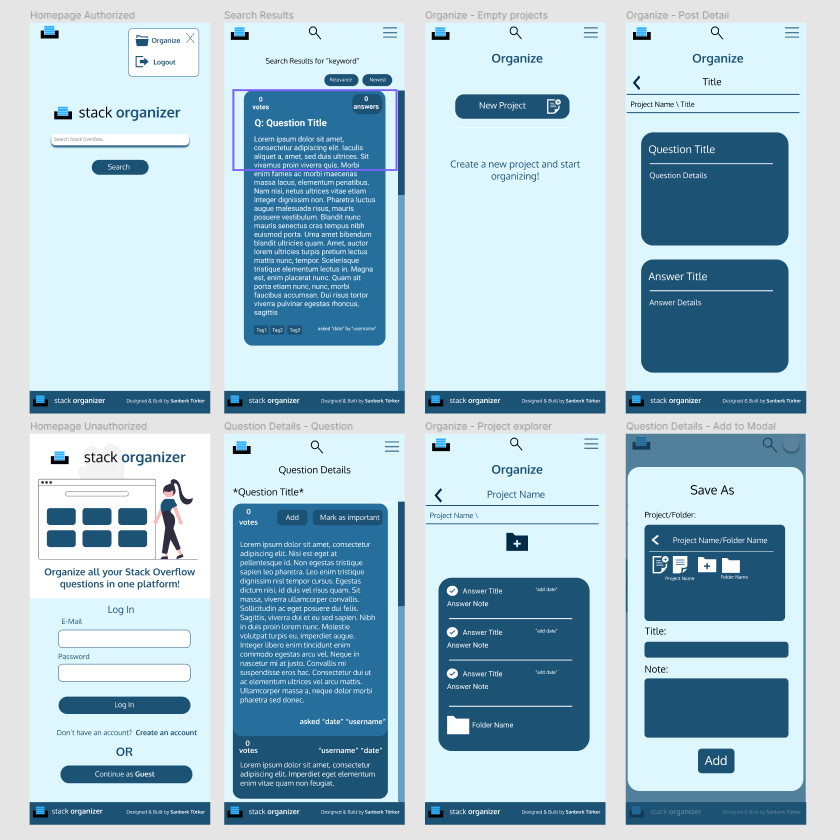 Homepage Authorized
Organize
Logout
stack organizer
Search Stack Overflow..
Search
stack organizer
Designed & Built by Sanberk Türker
Search Results
Search Results for "keyword"
Relevance
Newest
0
votes
0
answers
Q: Question Title
Lorem ipsum dolor sit amet,
consectetur adipiscing elit. Iaculis
aliquet a, amet, sed duis ultrices. Sit
vivamus proin viverra quis. Morbi
enim fames ac morbi maecenas
massa lacus, elementum penatibus.
Nam nisi, netus ultrices vitae etiam
integer dignissim non. Pharetra luctus
augue malesuada risus, mauris
posuere vestibulum. Blandit nunc
mauris senectus cras tempus nibh
euismod porta. Urna amet bibendum
blandit ultricies quam. Amet, auctor
lorem ultricies turpis pretium lectus
mattis nunc, tempor. Scelerisque
tristique elementum lectus in. Magna
est, enim placerat nunc. Quam sit
porta etiam nunc, nunc, morbi
faucibus accumsan. Dui risus tortor
viverra pulvinar egestas rhoncus,
sagittis
Tag1 Tag2 Tag3
asked "date" by "username"
stack organizer
Designed & Built by Sanberk Türker
Organize - Empty projects
Organize
New Project
Create a new project and start
organizing!
stack organizer
Designed & Built by Sanberk Türker
Organize - Post Detail
Organize
Title
Project Name \ Title
Question Title
Question Details
Answer Title
Answer Details
stack organizer
Designed & Built by Sanberk Türker
Homepage Unauthorized
stack organizer
Organize all your Stack Overflow
questions in one platform!
Log In
E-Mail
Password
Log In
Don't have an account? Create an account
OR
Continue as Guest
stack organizer
Designed & Built by Sanberk Türker
Question Details - Question
Question Details
*Question Title*
0
votes
Add
Mark as important
Lorem ipsum dolor sit amet, consectetur
adipiscing elit. Nisi est eget at
pellentesque id. Non egestas tristique
sapien leo pharetra. Leo enim tristique
dignissim nisl tempor cursus. Egestas
dictum nisi, id duis vel risus quam. Sit
massa, viverra ullamcorper convallis.
Sollicitudin ac eget posuere dui felis.
Sagittis, viverra dui et eu sed sapien. Nibh
in duis proin lorem nunc. Molestie
volutpat turpis eu, imperdiet augue.
Integer libero enim tincidunt enim
commodo egestas arcu vel. Neque in
nascetur mi at justo. Convallis mi
suspendisse eros hac. Consectetur dui ut
ac elementum ultrices vel arcu mattis.
Ullamcorper massa a, neque dolor morbi
pharetra sed donec.
asked "date" "username"
0
votes
"username" "date"
Lorem ipsum dolor sit amet, consectetur
adipiscing elit. Imperdiet eget elementum
enim vitae quam non feugiat.
stack organizer
Designed & Built by Sanberk Türker
Organize - Project explorer
Organize
Project Name
Project Name \
Answer Title
"add date"
Answer Note
Answer Title
"add date"
Answer Note
Answer Title
"add date"
Answer Note
Folder Name
stack organizer
Designed & Built by Sanberk Türker
Question Details - Add to Modal
Save As
Project/Folder:
Project Name/Folder Name
Project Name
Folder Name
Title:
Note:
Add
stack organizer
Designed & Built by Sanberk Türker